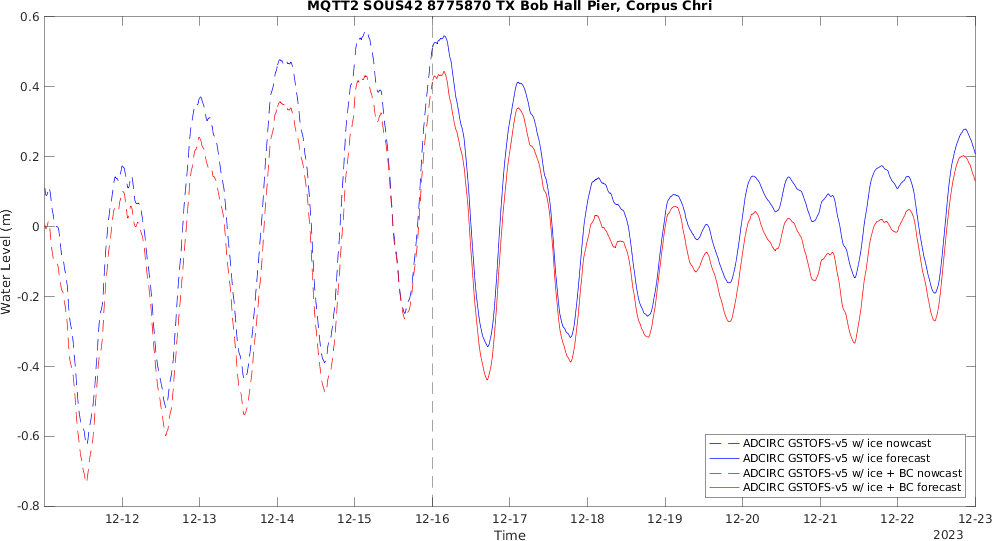 MQTT2 SOUS42 8775870 TX Bob Hall Pier, Corpus Chri
0.6
0.4
0.2
0
-0.2
-0.4
-0.6
-0.8
Water Level (m)
ADCIRC GSTOFS-v5 w/ ice nowcast
ADCIRC GSTOFS-v5 w/ ice forecast
ADCIRC GSTOFS-v5 w/ ice + BC nowcast
ADCIRC GSTOFS-v5 w/ ice + BC forecast
12-12 12-13 12-14 12-15 12-16 12-17 12-18 12-19 12-20 12-21 12-22 12-23
Time
2023